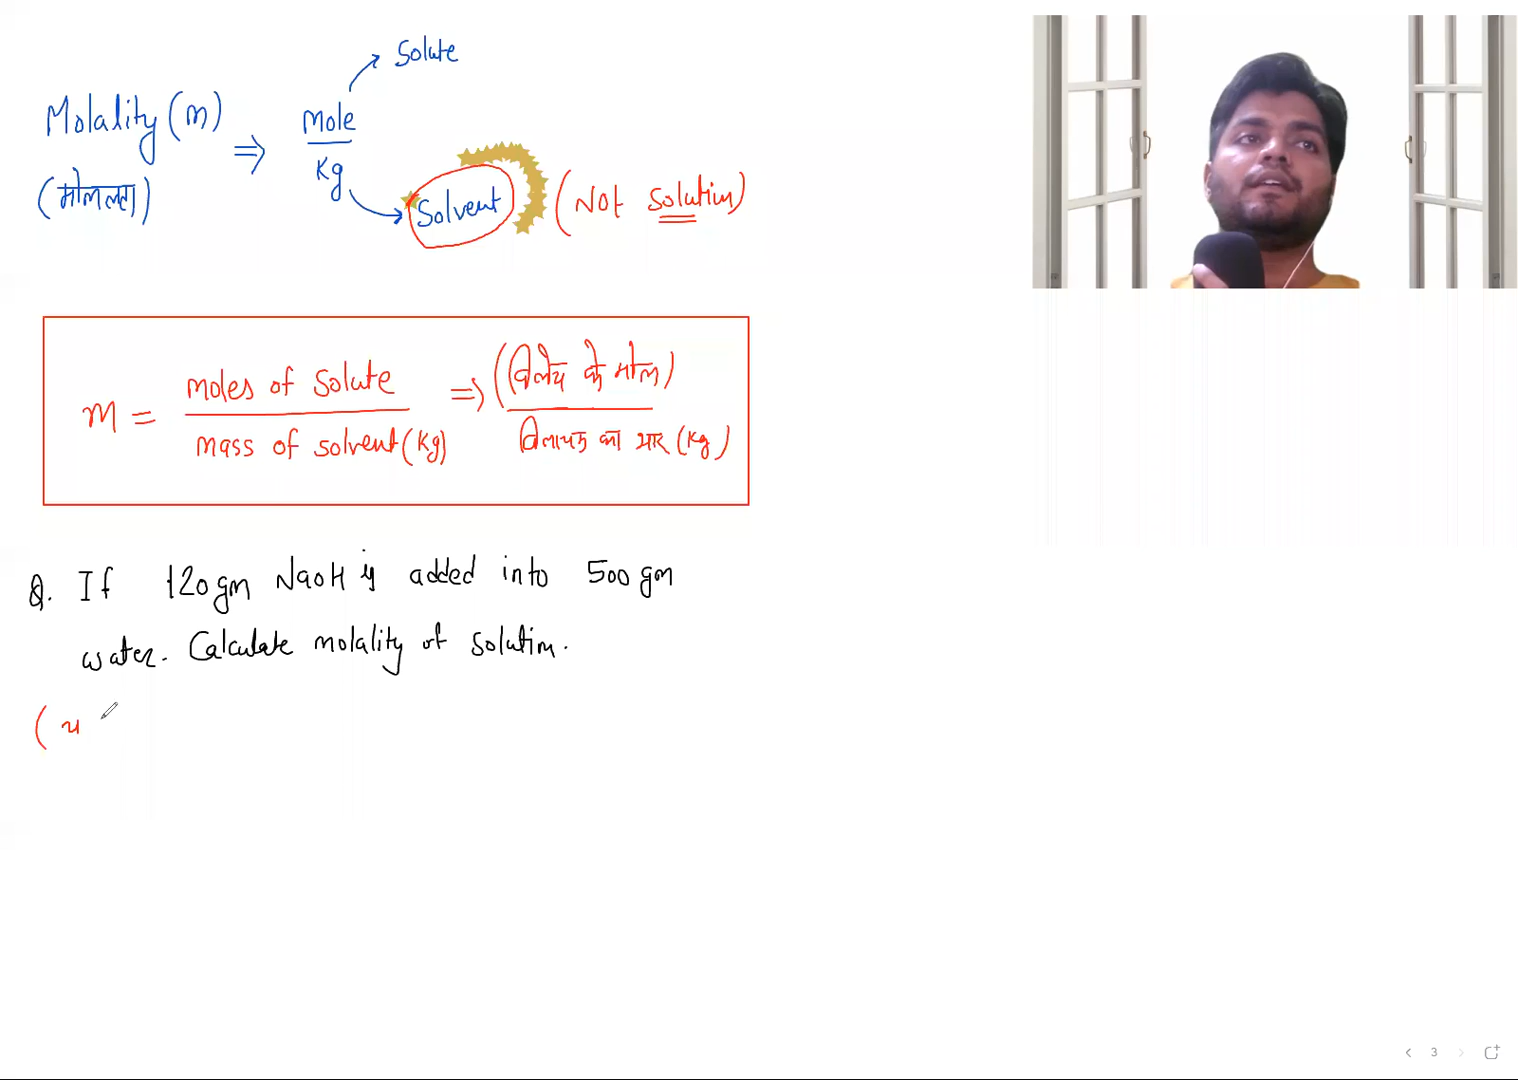 Solute
Molality (m) ⇒ Mole
Kg
(मोललता)
Solvent (Not solution)
m = moles of solute / mass of solvent (Kg) ⇒ (विलेय के मोल) / विलायक का भार (Kg)
Q. If 120 gm NaOH is added into 500 gm
water. Calculate molality of solution.
( य
3